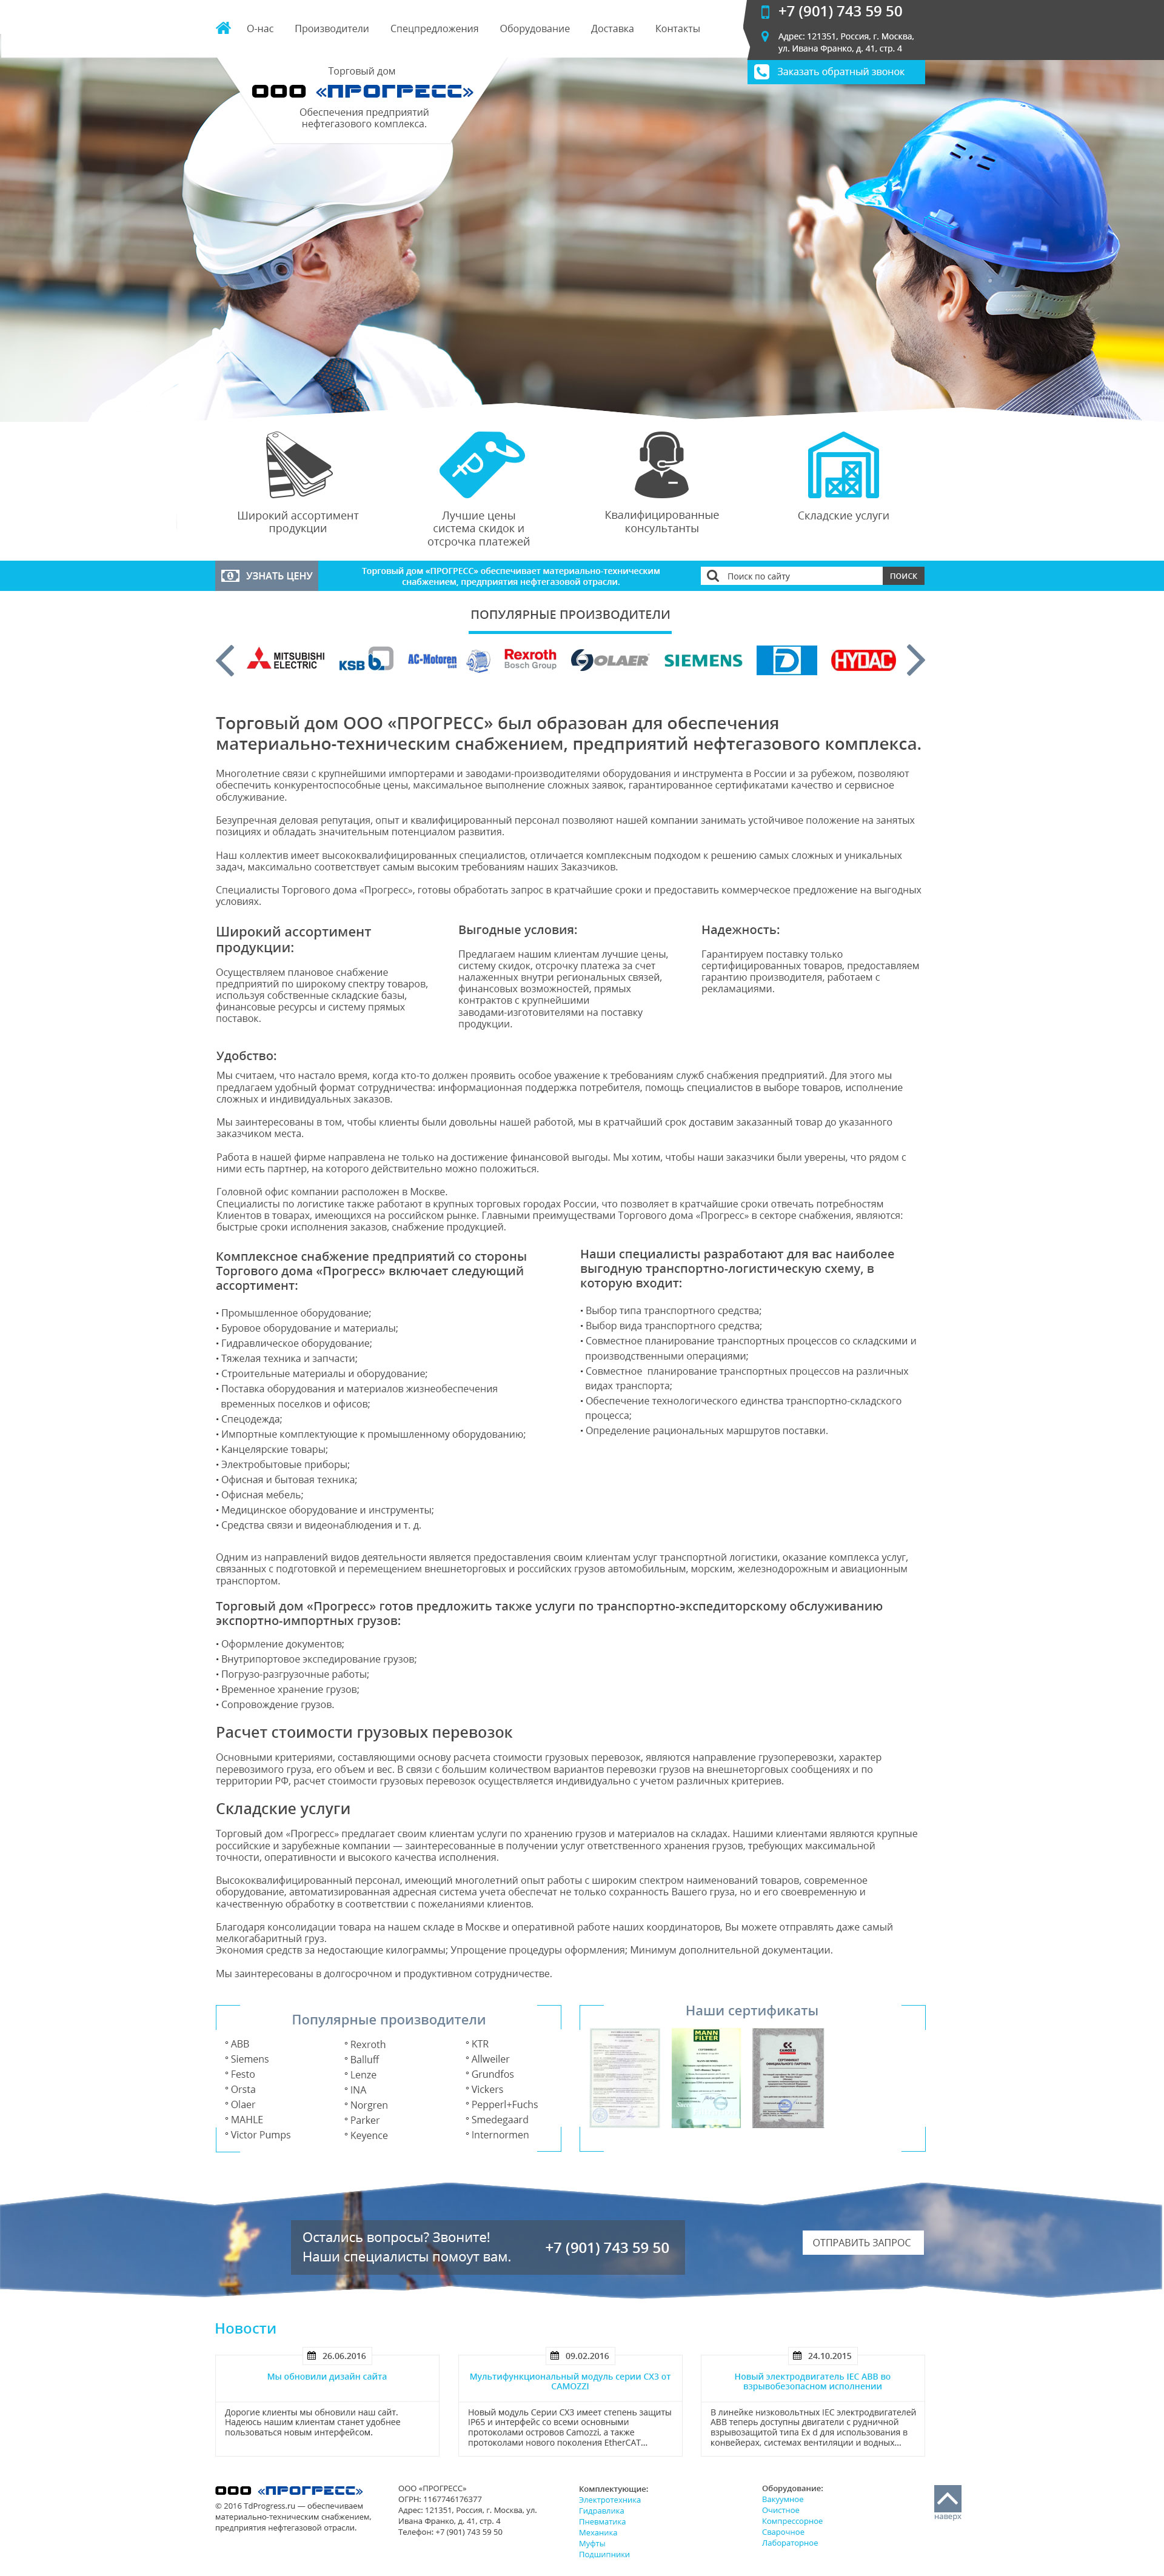 О-нас Производители Спецпредложения Оборудование Доставка Контакты
+7 (901) 743 59 50
Адрес: 121351, Россия, г. Москва,
ул. Ивана Франко, д. 41, стр. 4
Заказать обратный звонок
Торговый дом
ООО «ПРОГРЕСС»
Обеспечения предприятий
нефтегазового комплекса.
Широкий ассортимент
продукции
Лучшие цены
система скидок и
отсрочка платежей
Квалифицированные
консультанты
Складские услуги
УЗНАТЬ ЦЕНУ
Торговый дом «ПРОГРЕСС» обеспечивает материально-техническим
снабжением, предприятия нефтегазовой отрасли.
Поиск по сайту
ПОИСК
ПОПУЛЯРНЫЕ ПРОИЗВОДИТЕЛИ
MITSUBISHI
ELECTRIC
KSB b
AC-Motoren
Rexroth
Bosch Group
OLAER
SIEMENS
HYDAC
Торговый дом ООО «ПРОГРЕСС» был образован для обеспечения
материально-техническим снабжением, предприятий нефтегазового комплекса.
Многолетние связи с крупнейшими импортерами и заводами-производителями оборудования и инструмента в России и за рубежом, позволяют
обеспечить конкурентоспособные цены, максимальное выполнение сложных заявок, гарантированное сертификатами качество и сервисное
обслуживание.
Безупречная деловая репутация, опыт и квалифицированный персонал позволяют нашей компании занимать устойчивое положение на занятых
позициях и обладать значительным потенциалом развития.
Наш коллектив имеет высококвалифицированных специалистов, отличается комплексным подходом к решению самых сложных и уникальных
задач, максимально соответствует самым высоким требованиям наших Заказчиков.
Специалисты Торгового дома «Прогресс», готовы обработать запрос в кратчайшие сроки и предоставить коммерческое предложение на выгодных
условиях.
Широкий ассортимент
продукции:
Осуществляем плановое снабжение
предприятий по широкому спектру товаров,
используя собственные складские базы,
финансовые ресурсы и систему прямых
поставок.
Выгодные условия:
Предлагаем нашим клиентам лучшие цены,
систему скидок, отсрочку платежа за счет
налаженных внутри региональных связей,
финансовых возможностей, прямых
контрактов с крупнейшими
заводами-изготовителями на поставку
продукции.
Надежность:
Гарантируем поставку только
сертифицированных товаров, предоставляем
гарантию производителя, работаем с
рекламациями.
Удобство:
Мы считаем, что настало время, когда кто-то должен проявить особое уважение к требованиям служб снабжения предприятий. Для этого мы
предлагаем удобный формат сотрудничества: информационная поддержка потребителя, помощь специалистов в выборе товаров, исполнение
сложных и индивидуальных заказов.
Мы заинтересованы в том, чтобы клиенты были довольны нашей работой, мы в кратчайший срок доставим заказанный товар до указанного
заказчиком места.
Работа в нашей фирме направлена не только на достижение финансовой выгоды. Мы хотим, чтобы наши заказчики были уверены, что рядом с
ними есть партнер, на которого действительно можно положиться.
Головной офис компании расположен в Москве.
Специалисты по логистике также работают в крупных торговых городах России, что позволяет в кратчайшие сроки отвечать потребностям
Клиентов в товарах, имеющихся на российском рынке. Главными преимуществами Торгового дома «Прогресс» в секторе снабжения, являются:
быстрые сроки исполнения заказов, снабжение продукцией.
Комплексное снабжение предприятий со стороны
Торгового дома «Прогресс» включает следующий
ассортимент:
• Промышленное оборудование;
• Буровое оборудование и материалы;
• Гидравлическое оборудование;
• Тяжелая техника и запчасти;
• Строительные материалы и оборудование;
• Поставка оборудования и материалов жизнеобеспечения
временных поселков и офисов;
• Спецодежда;
• Импортные комплектующие к промышленному оборудованию;
• Канцелярские товары;
• Электробытовые приборы;
• Офисная и бытовая техника;
• Офисная мебель;
• Медицинское оборудование и инструменты;
• Средства связи и видеонаблюдения и т. д.
Наши специалисты разработают для вас наиболее
выгодную транспортно-логистическую схему, в
которую входит:
• Выбор типа транспортного средства;
• Выбор вида транспортного средства;
• Совместное планирование транспортных процессов со складскими и
производственными операциями;
• Совместное планирование транспортных процессов на различных
видах транспорта;
• Обеспечение технологического единства транспортно-складского
процесса;
• Определение рациональных маршрутов поставки.
Одним из направлений видов деятельности является предоставления своим клиентам услуг транспортной логистики, оказание комплекса услуг,
связанных с подготовкой и перемещением внешнеторговых и российских грузов автомобильным, морским, железнодорожным и авиационным
транспортом.
Торговый дом «Прогресс» готов предложить также услуги по транспортно-экспедиторскому обслуживанию
экспортно-импортных грузов:
• Оформление документов;
• Внутрипортовое экспедирование грузов;
• Погрузо-разгрузочные работы;
• Временное хранение грузов;
• Сопровождение грузов.
Расчет стоимости грузовых перевозок
Основными критериями, составляющими основу расчета стоимости грузовых перевозок, являются направление грузоперевозки, характер
перевозимого груза, его объем и вес. В связи с большим количеством вариантов перевозки грузов на внешнеторговых сообщениях и по
территории РФ, расчет стоимости грузовых перевозок осуществляется индивидуально с учетом различных критериев.
Складские услуги
Торговый дом «Прогресс» предлагает своим клиентам услуги по хранению грузов и материалов на складах. Нашими клиентами являются крупные
российские и зарубежные компании — заинтересованные в получении услуг ответственного хранения грузов, требующих максимальной
точности, оперативности и высокого качества исполнения.
Высококвалифицированный персонал, имеющий многолетний опыт работы с широким спектром наименований товаров, современное
оборудование, автоматизированная адресная система учета обеспечат не только сохранность Вашего груза, но и его своевременную и
качественную обработку в соответствии с пожеланиями клиентов.
Благодаря консолидации товара на нашем складе в Москве и оперативной работе наших координаторов, Вы можете отправлять даже самый
мелкогабаритный груз.
Экономия средств за недостающие килограммы; Упрощение процедуры оформления; Минимум дополнительной документации.
Мы заинтересованы в долгосрочном и продуктивном сотрудничестве.
Популярные производители
° ABB
° Siemens
° Festo
° Orsta
° Olaer
° MAHLE
° Victor Pumps
° Rexroth
° Balluff
° Lenze
° INA
° Norgren
° Parker
° Keyence
° KTR
° Allweiler
° Grundfos
° Vickers
° Pepperl+Fuchs
° Smedegaard
° Internormen
Наши сертификаты
MANN
FILTER
Остались вопросы? Звоните!
Наши специалисты помоут вам.
+7 (901) 743 59 50
ОТПРАВИТЬ ЗАПРОС
Новости
26.06.2016
Мы обновили дизайн сайта
Дорогие клиенты мы обновили наш сайт.
Надеюсь нашим клиентам станет удобнее
пользоваться новым интерфейсом.
09.02.2016
Мультифункциональный модуль серии CX3 от
CAMOZZI
Новый модуль Серии CX3 имеет степень защиты
IP65 и интерфейс со всеми основными
протоколами островов Camozzi, а также
протоколами нового поколения EtherCAT...
24.10.2015
Новый электродвигатель IEC ABB во
взрывобезопасном исполнении
В линейке низковольтных IEC электродвигателей
ABB теперь доступны двигатели с рудничной
взрывозащитой типа Ex d для использования в
конвейерах, системах вентиляции и водных...
ООО «ПРОГРЕСС»
© 2016 TdProgress.ru — обеспечиваем
материально-техническим снабжением,
предприятия нефтегазовой отрасли.
ООО «ПРОГРЕСС»
ОГРН: 1167746176377
Адрес: 121351, Россия, г. Москва, ул.
Ивана Франко, д. 41, стр. 4
Телефон: +7 (901) 743 59 50
Комплектующие:
Электротехника
Гидравлика
Пневматика
Механика
Муфты
Подшипники
Оборудование:
Вакуумное
Очистное
Компрессорное
Сварочное
Лабораторное
наверх